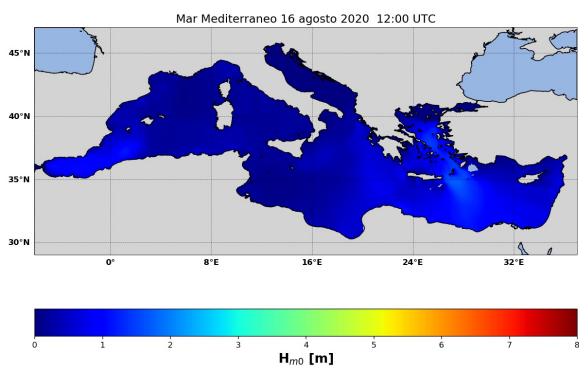 Mar Mediterraneo 16 agosto 2020 12:00 UTC
45°N
40°N
35°N
30°N
0° 8°E 16°E 24°E 32°E
0 1 2 3 4 5 6 7 8
Hₘ₀ [m]